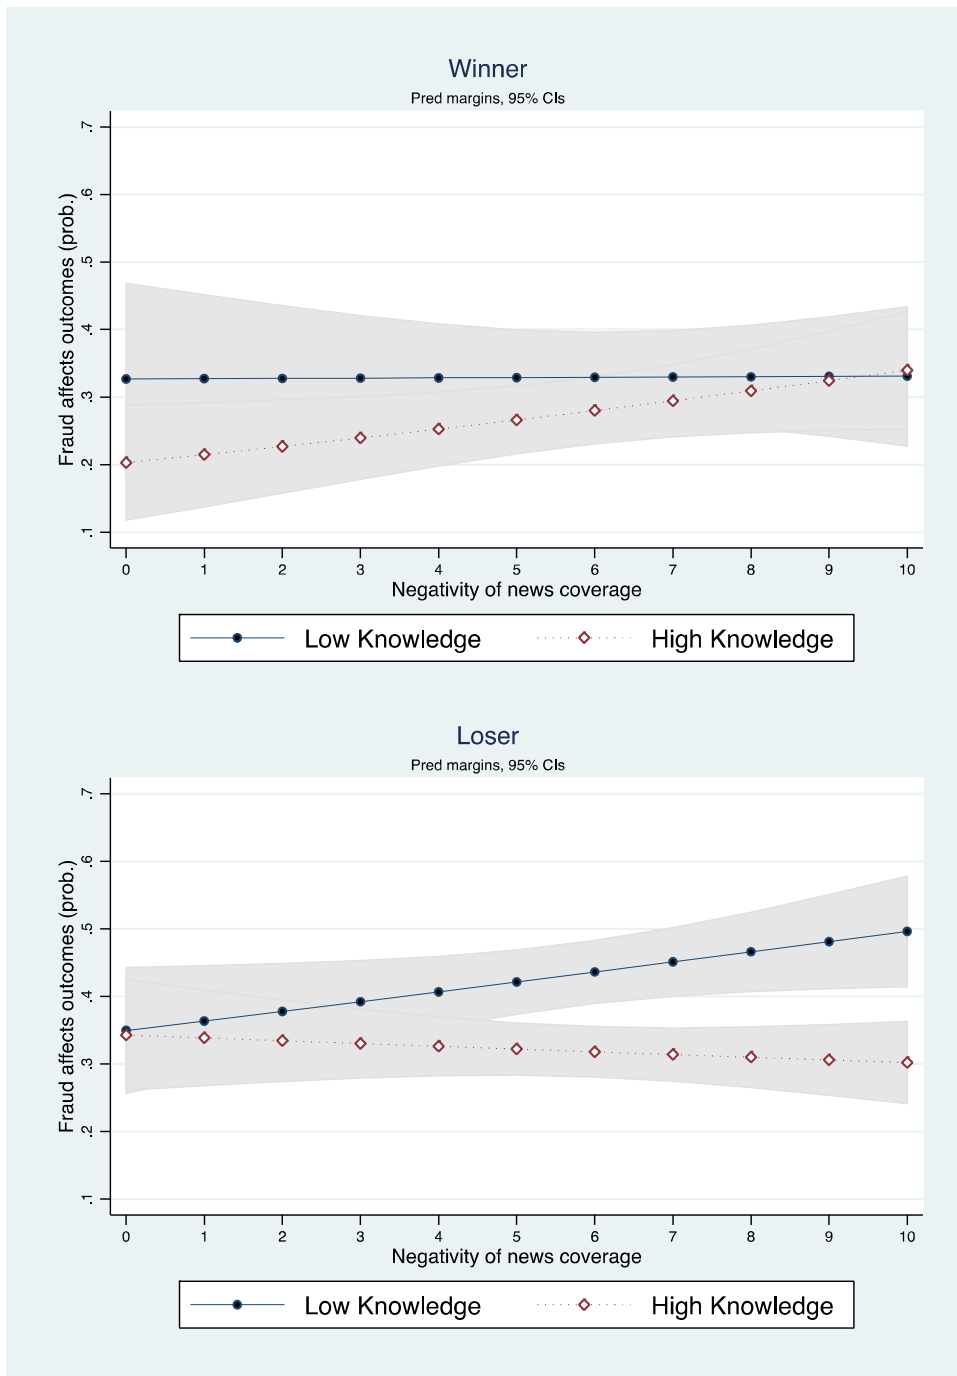 Winner
Pred margins, 95% CIs
Fraud affects outcomes (prob.)
.7
.6
.5
.4
.3
.2
.1
0 1 2 3 4 5 6 7 8 9 10
Negativity of news coverage
Low Knowledge High Knowledge
Loser
Pred margins, 95% CIs
Fraud affects outcomes (prob.)
.7
.6
.5
.4
.3
.2
.1
0 1 2 3 4 5 6 7 8 9 10
Negativity of news coverage
Low Knowledge High Knowledge